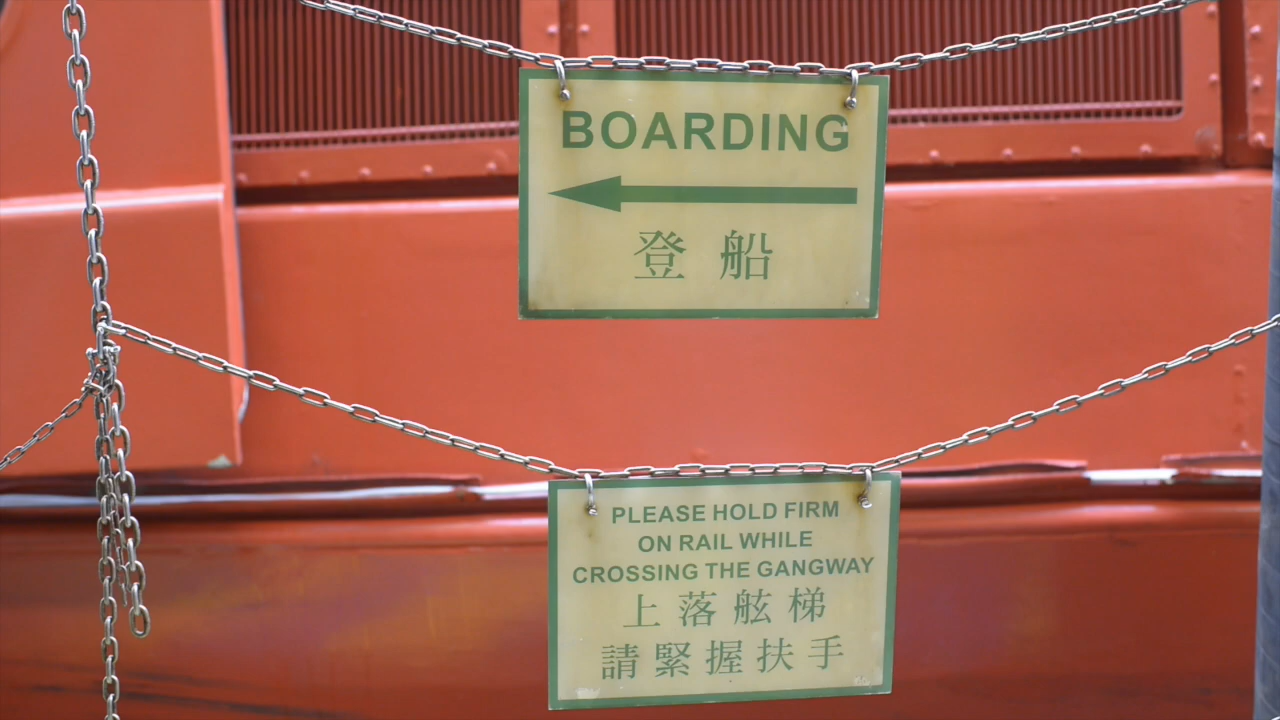 BOARDING
登船
PLEASE HOLD FIRM
ON RAIL WHILE
CROSSING THE GANGWAY
上落舷梯
請緊握扶手